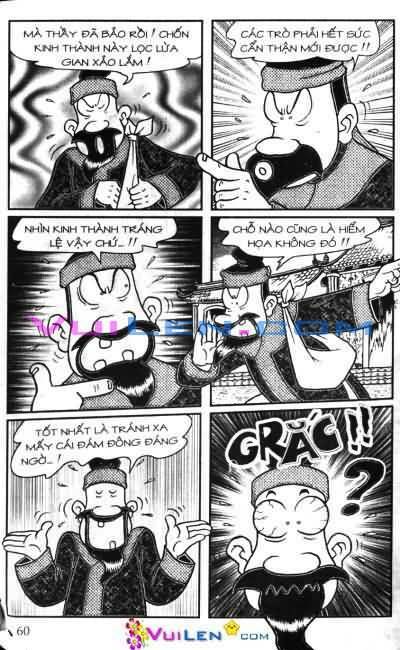 MÀ THẦY ĐÃ BẢO RỒI! CHỐN
KINH THÀNH NÀY LỌC LỪA
GIAN XẢO LẮM!
CÁC TRÒ PHẢI HẾT SỨC
CẨN THẬN MỚI ĐƯỢC!!
NHÌN KINH THÀNH TRÁNG
LỆ VẬY CHỨ...!!
CHỖ NÀO CŨNG LÀ HIỂM
HỌA KHÔNG ĐÓ!!
VUILEN.COM
TỐT NHẤT LÀ TRÁNH XA
MẤY CÁI ĐÁM ĐÔNG ĐÁNG
NGỜ...!
GRẮC!!
?
60
VUILEN.COM